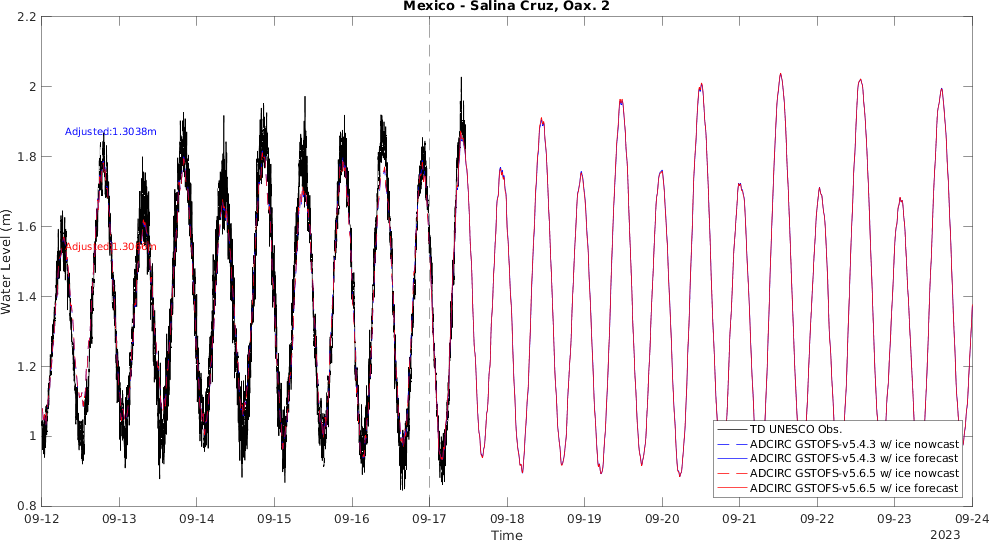 Mexico - Salina Cruz, Oax. 2
2.2
2
1.8
1.6
1.4
1.2
1
0.8
Water Level (m)
Adjusted:1.3038m
TD UNESCO Obs.
ADCIRC GSTOFS-v5.4.3 w/ ice nowcast
ADCIRC GSTOFS-v5.4.3 w/ ice forecast
ADCIRC GSTOFS-v5.6.5 w/ ice nowcast
ADCIRC GSTOFS-v5.6.5 w/ ice forecast
09-12 09-13 09-14 09-15 09-16 09-17 09-18 09-19 09-20 09-21 09-22 09-23 09-24
Time
2023